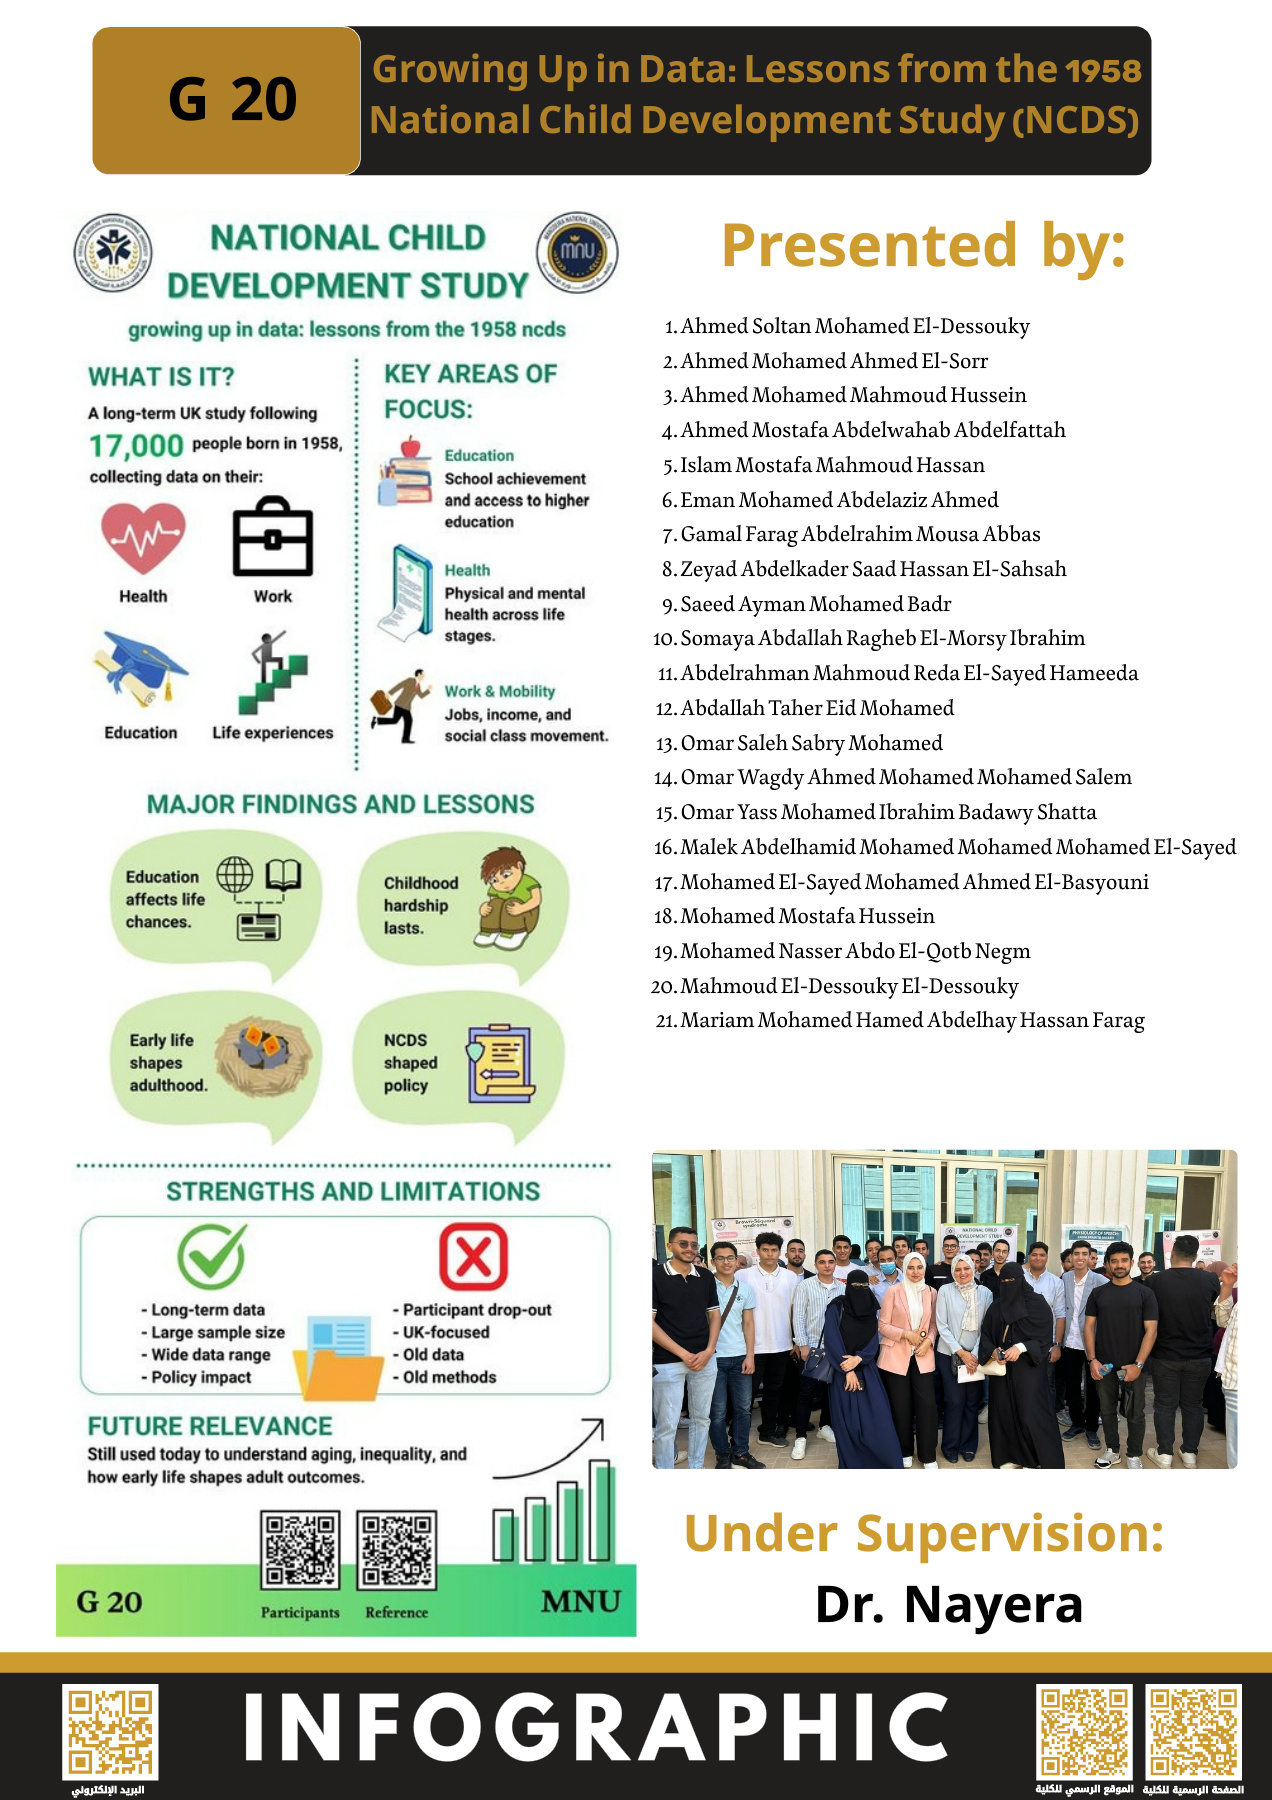 G 20
Growing Up in Data: Lessons from the 1958
National Child Development Study (NCDS)
NATIONAL CHILD
DEVELOPMENT STUDY
mnu
growing up in data: lessons from the 1958 ncds
WHAT IS IT?
A long-term UK study following
17,000 people born in 1958,
collecting data on their:
Health
Work
Education
Life experiences
KEY AREAS OF
FOCUS:
Education
School achievement
and access to higher
education
Health
Physical and mental
health across life
stages.
Work & Mobility
Jobs, income, and
social class movement.
MAJOR FINDINGS AND LESSONS
Education
affects life
chances.
Childhood
hardship
lasts.
Early life
shapes
adulthood.
NCDS
shaped
policy
STRENGTHS AND LIMITATIONS
- Long-term data
- Large sample size
- Wide data range
- Policy impact
- Participant drop-out
- UK-focused
- Old data
- Old methods
FUTURE RELEVANCE
Still used today to understand aging, inequality, and
how early life shapes adult outcomes.
G 20
Participants
Reference
MNU
Presented by:
1. Ahmed Soltan Mohamed El-Dessouky
2. Ahmed Mohamed Ahmed El-Sorr
3. Ahmed Mohamed Mahmoud Hussein
4. Ahmed Mostafa Abdelwahab Abdelfattah
5. Islam Mostafa Mahmoud Hassan
6. Eman Mohamed Abdelaziz Ahmed
7. Gamal Farag Abdelrahim Mousa Abbas
8. Zeyad Abdelkader Saad Hassan El-Sahsah
9. Saeed Ayman Mohamed Badr
10. Somaya Abdallah Ragheb El-Morsy Ibrahim
11. Abdelrahman Mahmoud Reda El-Sayed Hameeda
12. Abdallah Taher Eid Mohamed
13. Omar Saleh Sabry Mohamed
14. Omar Wagdy Ahmed Mohamed Mohamed Salem
15. Omar Yass Mohamed Ibrahim Badawy Shatta
16. Malek Abdelhamid Mohamed Mohamed Mohamed El-Sayed
17. Mohamed El-Sayed Mohamed Ahmed El-Basyouni
18. Mohamed Mostafa Hussein
19. Mohamed Nasser Abdo El-Qotb Negm
20. Mahmoud El-Dessouky El-Dessouky
21. Mariam Mohamed Hamed Abdelhay Hassan Farag
Brown-Séquard
syndrome
NATIONAL CHILD
DEVELOPMENT STUDY
PHYSIOLOGY OF SPEECH
Under Supervision:
Dr. Nayera
INFOGRAPHIC
البريد الإلكتروني
الموقع الرسمي للكلية
الصفحة الرسمية للكلية